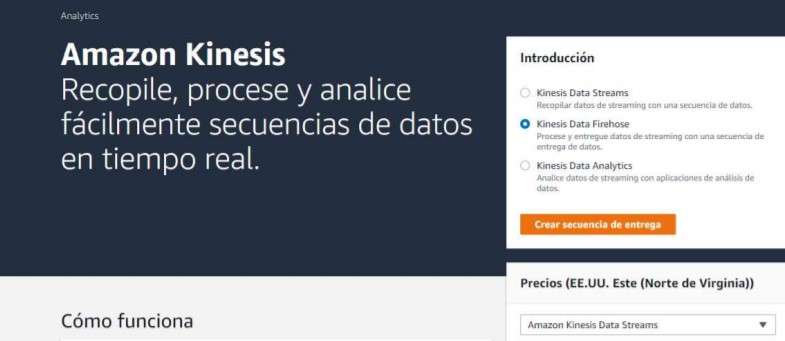 Analytics
Amazon Kinesis
Recopile, procese y analice
fácilmente secuencias de datos
en tiempo real.
Introducción
Kinesis Data Streams
Recopilar datos de streaming con una secuencia de datos.
Kinesis Data Firehose
Procese y entregue datos de streaming con una secuencia de
entrega de datos.
Kinesis Data Analytics
Analice datos de streaming con aplicaciones de análisis de
datos.
Crear secuencia de entrega
Precios (EE.UU. Este (Norte de Virginia))
Amazon Kinesis Data Streams
Cómo funciona